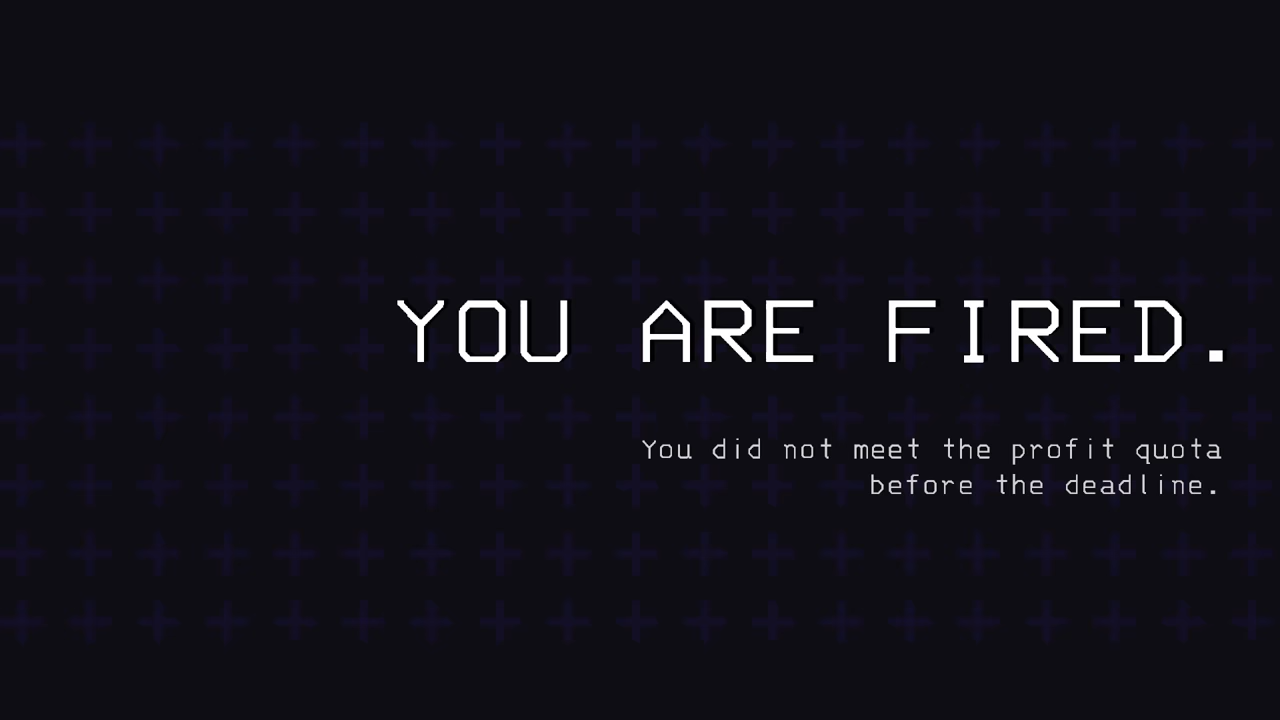 YOU ARE FIRED.
You did not meet the profit quota
before the deadline.